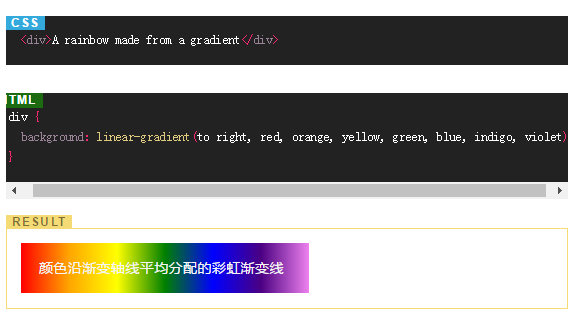 CSS
<div>A rainbow made from a gradient</div>
TML
div {
background: linear-gradient(to right, red, orange, yellow, green, blue, indigo, violet)
}
RESULT
颜色沿渐变轴线平均分配的彩虹渐变线